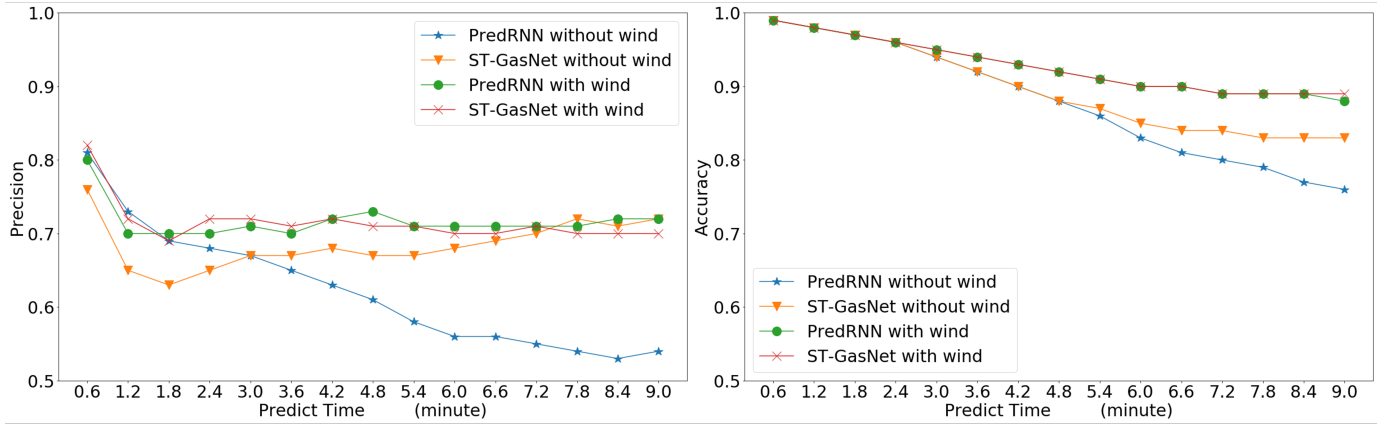 1.0
0.9
0.8
0.7
0.6
0.5
Precision
PredRNN without wind
ST-GasNet without wind
PredRNN with wind
ST-GasNet with wind
0.6 1.2 1.8 2.4 3.0 3.6 4.2 4.8 5.4 6.0 6.6 7.2 7.8 8.4 9.0
Predict Time (minute)
1.0
0.9
0.8
0.7
0.6
0.5
Accuracy
PredRNN without wind
ST-GasNet without wind
PredRNN with wind
ST-GasNet with wind
0.6 1.2 1.8 2.4 3.0 3.6 4.2 4.8 5.4 6.0 6.6 7.2 7.8 8.4 9.0
Predict Time (minute)